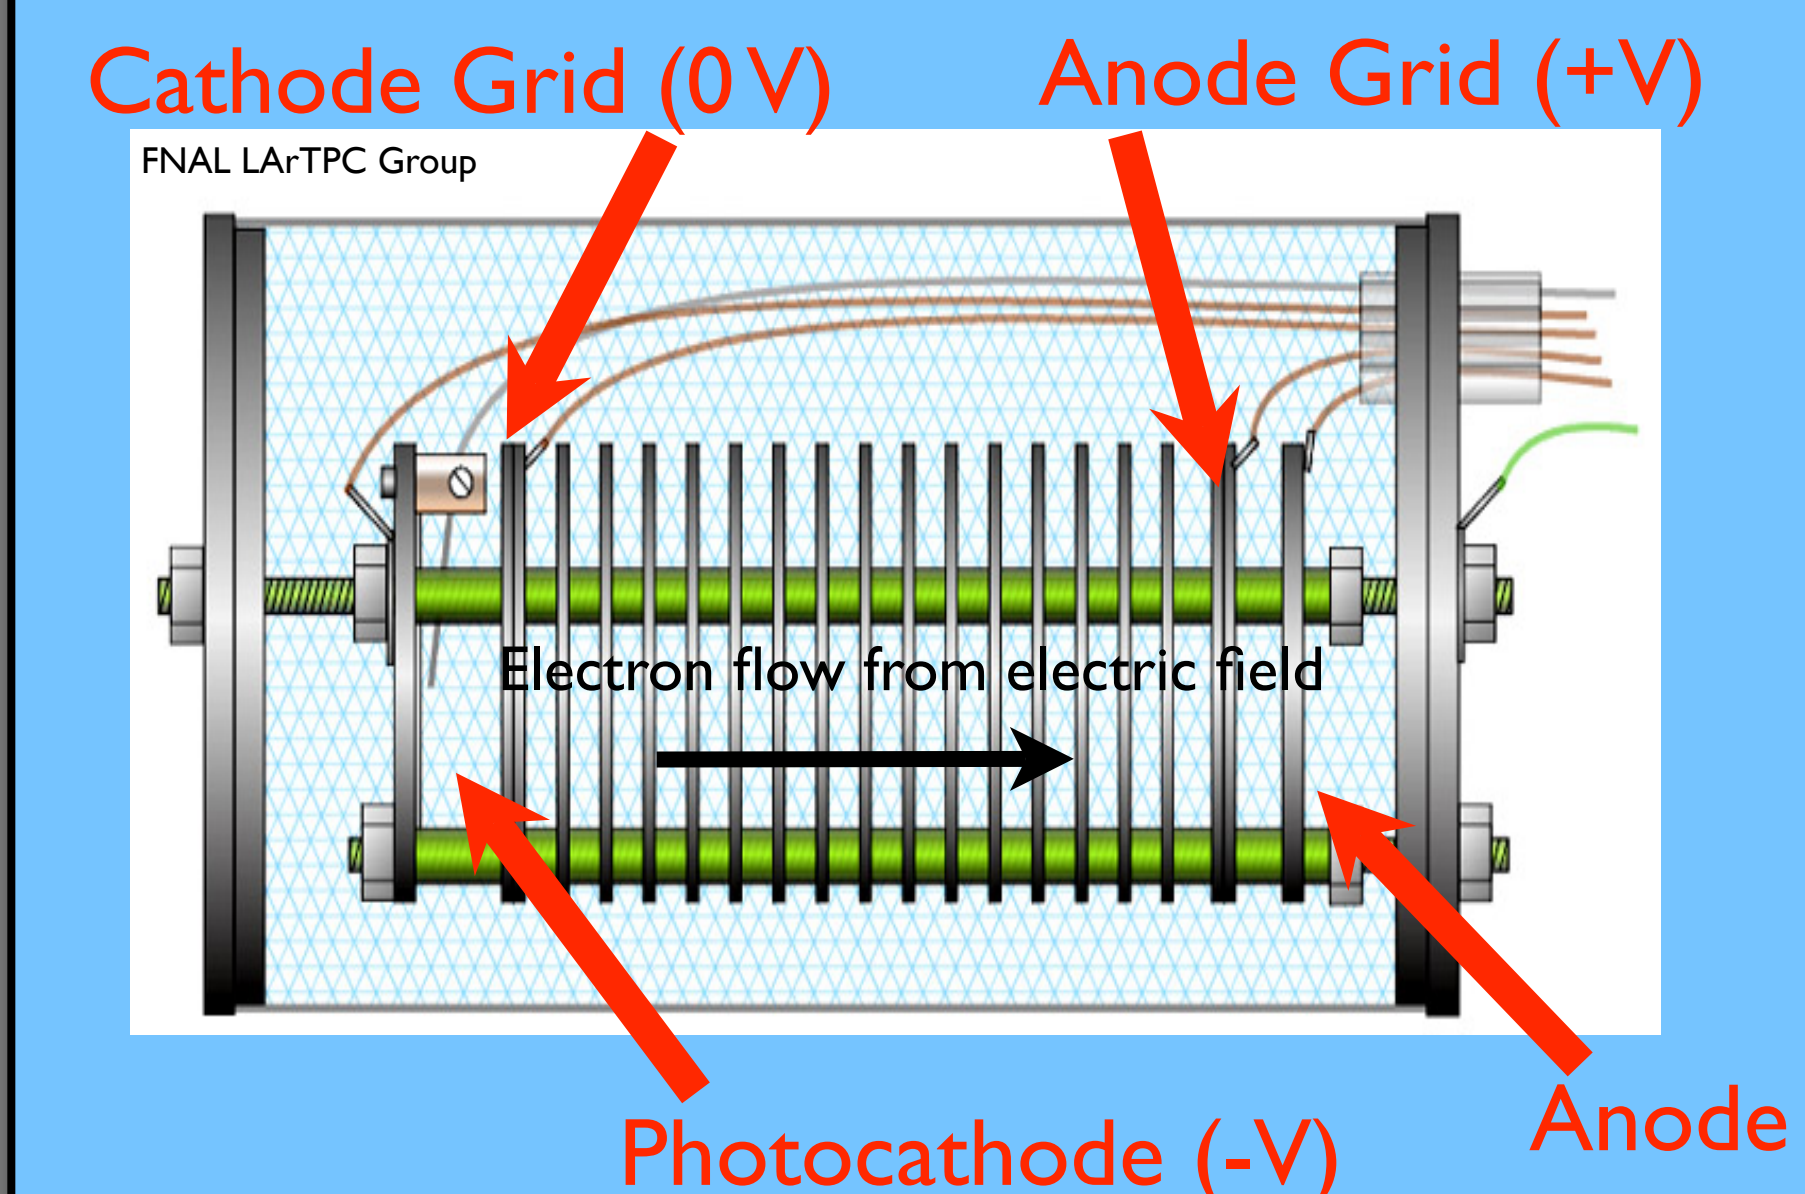 Cathode Grid (0 V)
Anode Grid (+V)
FNAL LArTPC Group
Electron flow from electric field
Photocathode (-V)
Anode